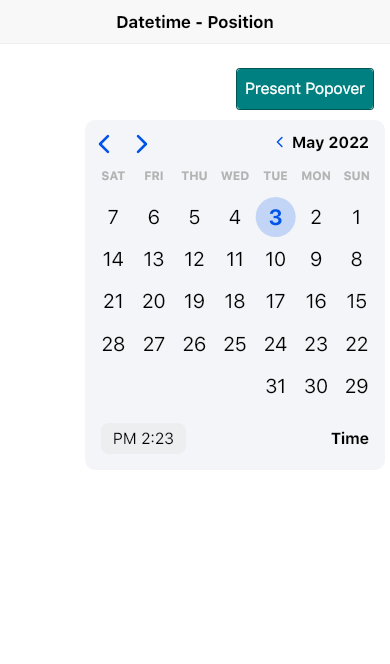 Datetime - Position
Present Popover
May 2022
SAT FRI THU WED TUE MON SUN
7 6 5 4 3 2 1
14 13 12 11 10 9 8
21 20 19 18 17 16 15
28 27 26 25 24 23 22
31 30 29
PM 2:23 Time